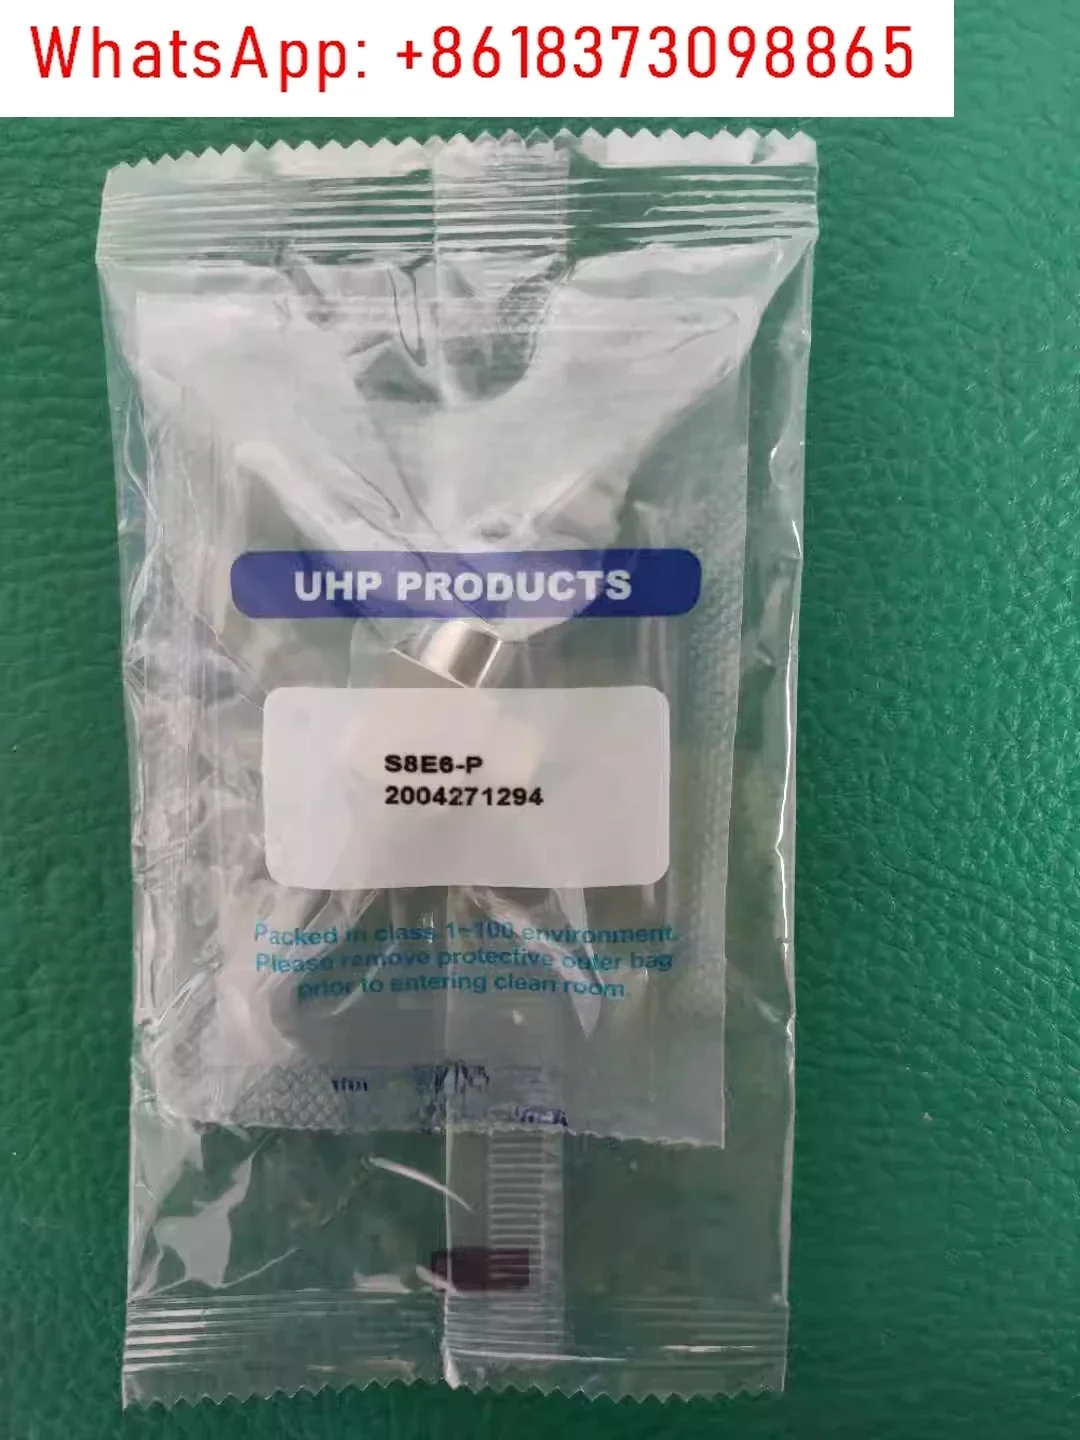 WhatsApp: +8618373098865
UHP PRODUCTS
S8E6-P
2004271294
Packed in class 1~100 environment.
Please remove protective outer bag
prior to entering clean room